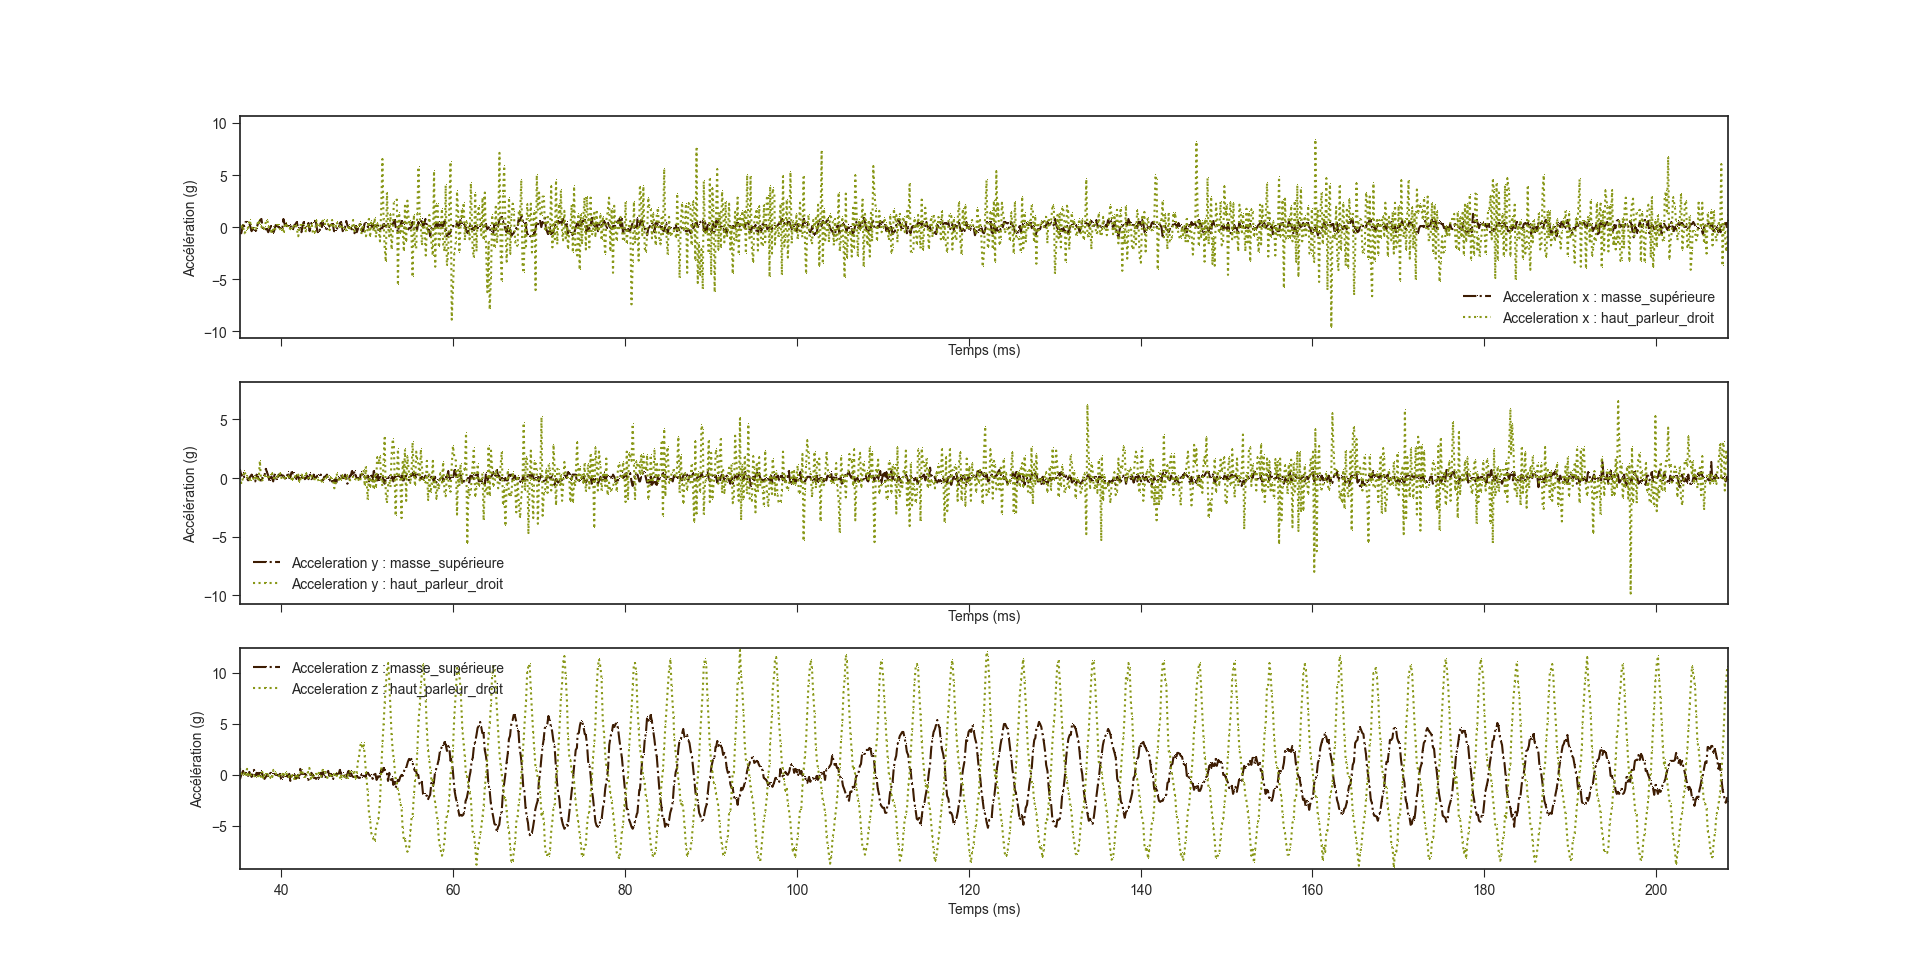 10
5
0
−5
−10
Accélération (g)
Acceleration x : masse_supérieure
Acceleration x : haut_parleur_droit
Temps (ms)
5
0
−5
−10
Accélération (g)
Acceleration y : masse_supérieure
Acceleration y : haut_parleur_droit
Temps (ms)
10
5
0
−5
Accélération (g)
Acceleration z : masse_supérieure
Acceleration z : haut_parleur_droit
40 60 80 100 120 140 160 180 200
Temps (ms)